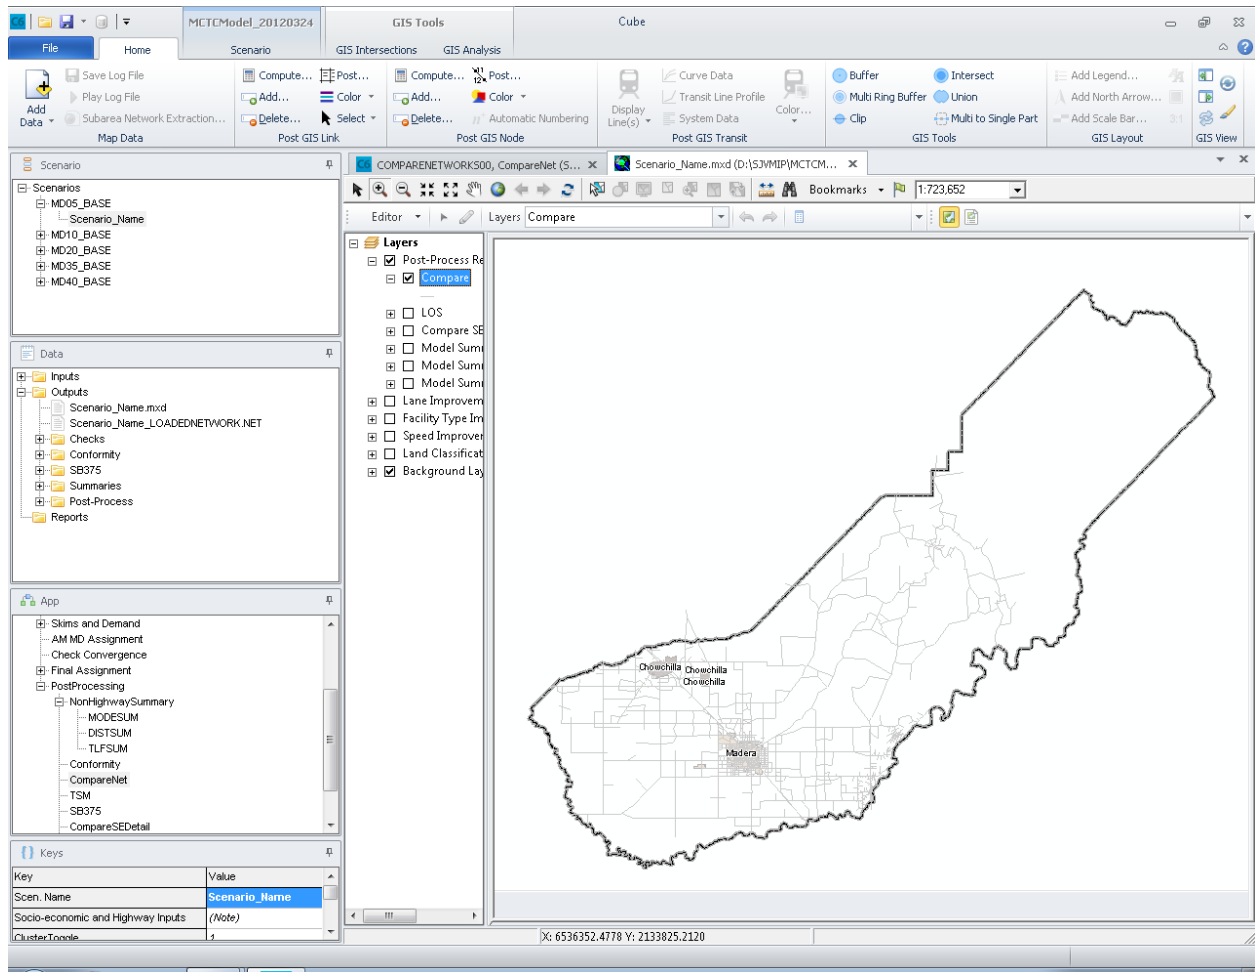 MCTCModel_20120324 GIS Tools Cube
File Home Scenario GIS Intersections GIS Analysis
Add Data
Save Log File
Play Log File
Subarea Network Extraction...
Map Data
Compute... Post...
Add... Color
Delete... Select
Post GIS Link
Compute... Post...
Add... Color
Delete... Automatic Numbering
Post GIS Node
Display Line(s)
Curve Data
Transit Line Profile
System Data
Color...
Post GIS Transit
Buffer Intersect
Multi Ring Buffer Union
Clip Multi to Single Part
GIS Tools
Add Legend...
Add North Arrow...
Add Scale Bar... 3:1
GIS Layout
GIS View
Scenario
Scenarios
MD05_BASE
Scenario_Name
MD10_BASE
MD20_BASE
MD35_BASE
MD40_BASE
Data
Inputs
Outputs
Scenario_Name.mxd
Scenario_Name_LOADEDNETWORK.NET
Checks
Conformity
SB375
Summaries
Post-Process
Reports
App
Skims and Demand
AM MD Assignment
Check Convergence
Final Assignment
PostProcessing
NonHighwaySummary
MODESUM
DISTSUM
TLFSUM
Conformity
CompareNet
TSM
SB375
CompareSEDetail
Keys
Key Value
Scen. Name Scenario_Name
Socio-economic and Highway Inputs (Note)
ClusterToggle 1
COMPARENETWORKS00, CompareNet (S... Scenario_Name.mxd (D:\SJVMIP\MCTCM...
Bookmarks 1:723,652
Editor Layers Compare
Layers
Post-Process Re
Compare
LOS
Compare SE
Model Sum
Model Sum
Model Sum
Lane Improvem
Facility Type Im
Speed Improver
Land Classificat
Background Lay
Chowchilla Chowchilla
Chowchilla
Madera
X: 6536352.4778 Y: 2133825.2120